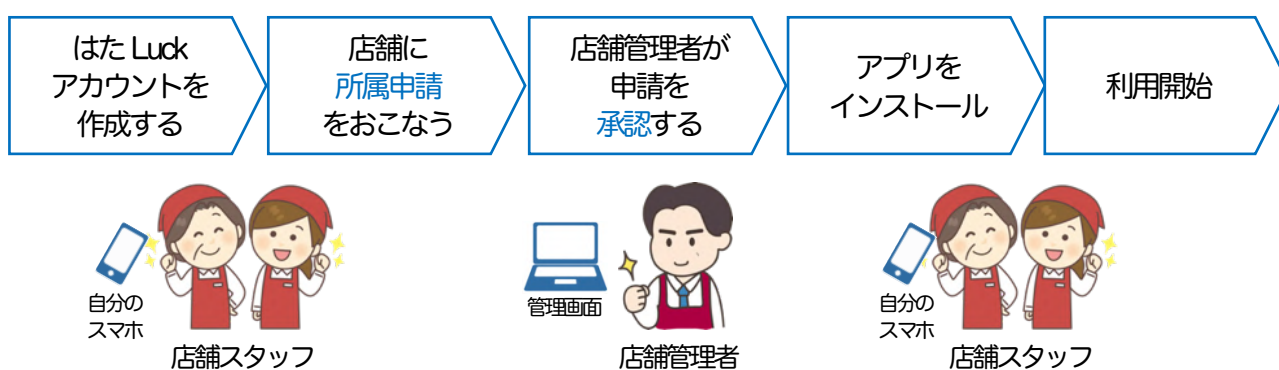 はた Luck
アカウントを
作成する
店舗に
所属申請
をおこなう
店舗管理者が
申請を
承認する
アプリを
インストール
利用開始
自分の
スマホ
店舗スタッフ
管理画面
店舗管理者
自分の
スマホ
店舗スタッフ